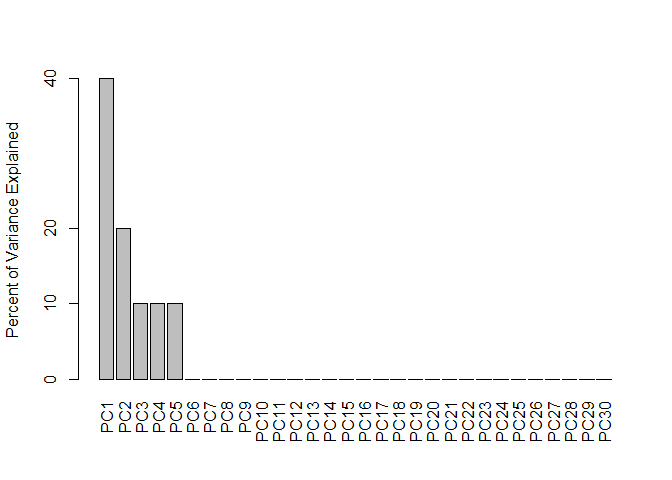 Percent of Variance Explained
40
20
10
0
PC1
PC2
PC3
PC4
PC5
PC6
PC7
PC8
PC9
PC10
PC11
PC12
PC13
PC14
PC15
PC16
PC17
PC18
PC19
PC20
PC21
PC22
PC23
PC24
PC25
PC26
PC27
PC28
PC29
PC30